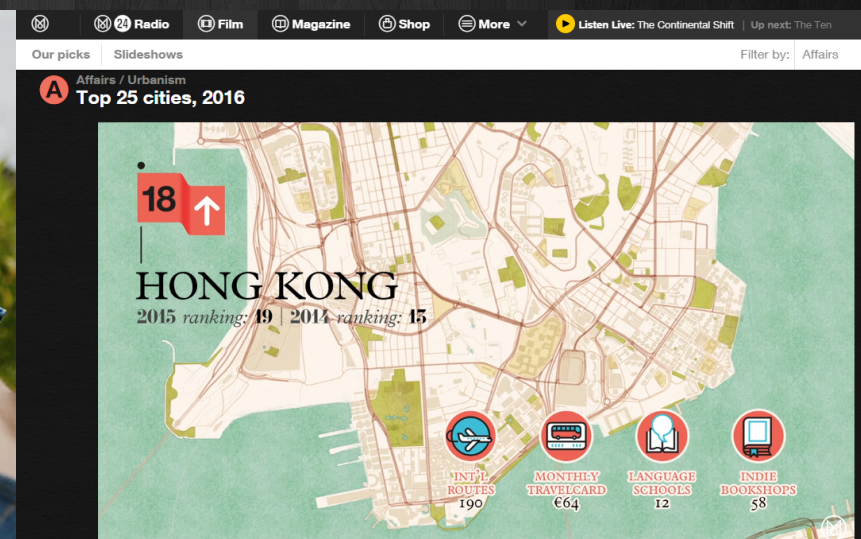 24 Radio Film Magazine Shop More Listen Live: The Continental Shift | Up next: The Ten
Our picks Slideshows Filter by: Affairs
A Affairs / Urbanism
Top 25 cities, 2016
18
HONG KONG
2015 ranking: 19 | 2014 ranking: 15
INT'L
ROUTES
190
MONTHLY
TRAVELCARD
€64
LANGUAGE
SCHOOLS
12
INDIE
BOOKSHOPS
58